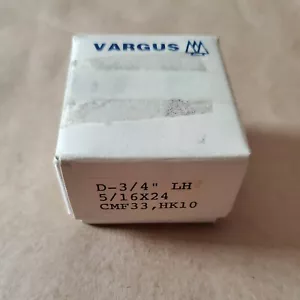 VARGUS
D-3/4" LH
5/16X24
CMF33,HK10